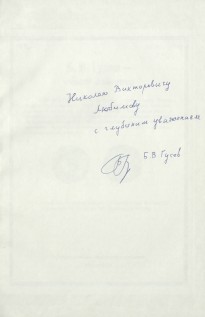 Николаю Викторовичу
Любимову
с глубоким уважением
Б В Гусов